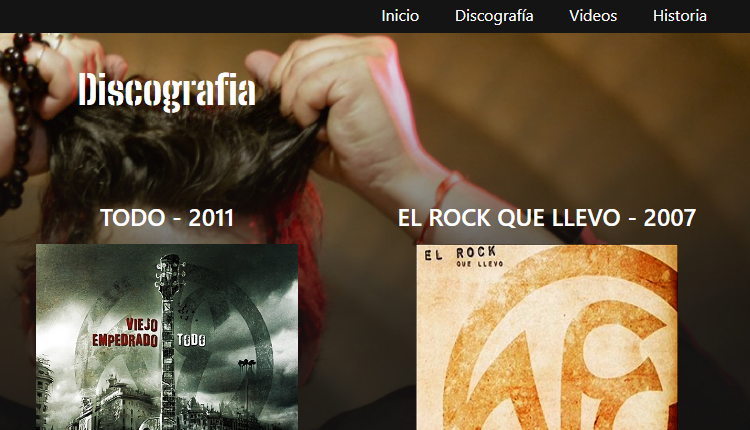 Inicio Discografía Videos Historia
Discografia
TODO - 2011
EL ROCK QUE LLEVO - 2007
EL ROCK
QUE LLEVO
VIEJO
EMPEDRADO TODO